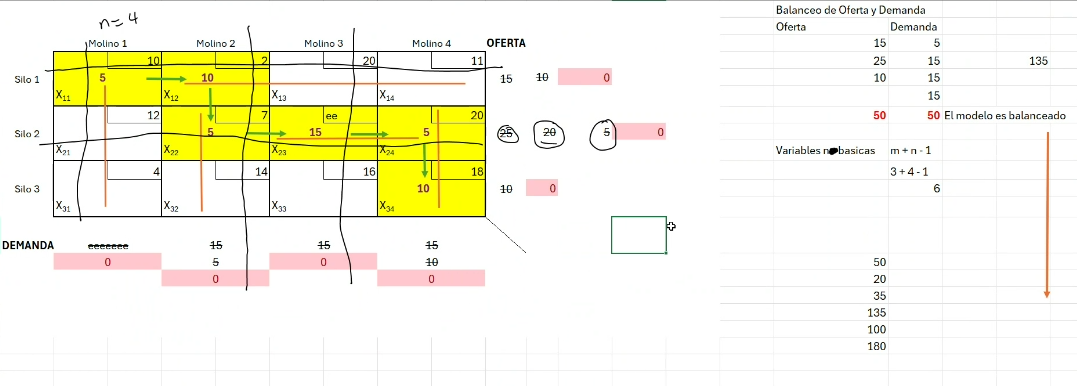 n = 4
Molino 1 Molino 2 Molino 3 Molino 4 OFERTA
10 2 20 11
Silo 1 5 10 15 10 0
X11 X12 X13 X14
12 7 ee 20
Silo 2 5 15 5 25 20 5 0
X21 X22 X23 X24
4 14 16 18
Silo 3 10 10 0
X31 X32 X33 X34
DEMANDA eeeeeee 15 15 15
0 5 0 10
0 0
Balanceo de Oferta y Demanda
Oferta Demanda
15 5
25 15 135
10 15
15
50 50 El modelo es balanceado
Variables basicas m + n - 1
3 + 4 - 1
6
50
20
35
135
100
180